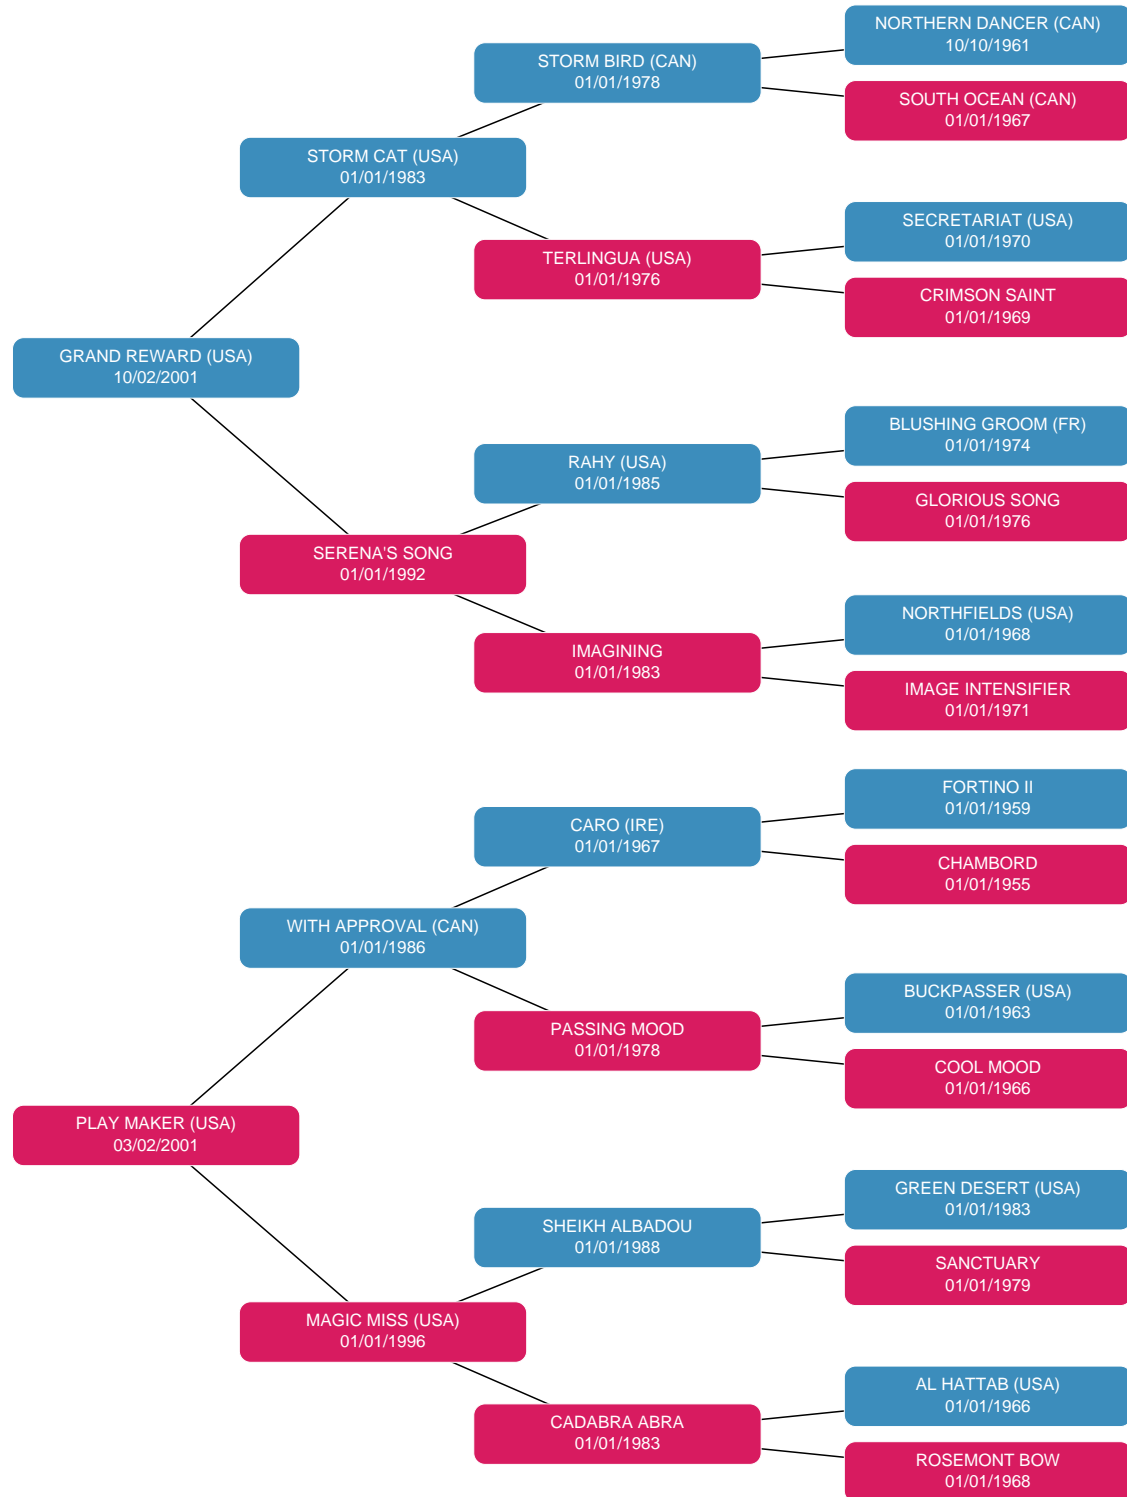 NORTHERN DANCER (CAN)
10/10/1961
STORM BIRD (CAN)
01/01/1978
SOUTH OCEAN (CAN)
01/01/1967
STORM CAT (USA)
01/01/1983
SECRETARIAT (USA)
01/01/1970
TERLINGUA (USA)
01/01/1976
CRIMSON SAINT
01/01/1969
GRAND REWARD (USA)
10/02/2001
BLUSHING GROOM (FR)
01/01/1974
RAHY (USA)
01/01/1985
GLORIOUS SONG
01/01/1976
SERENA'S SONG
01/01/1992
NORTHFIELDS (USA)
01/01/1968
IMAGINING
01/01/1983
IMAGE INTENSIFIER
01/01/1971
FORTINO II
01/01/1959
CARO (IRE)
01/01/1967
CHAMBORD
01/01/1955
WITH APPROVAL (CAN)
01/01/1986
BUCKPASSER (USA)
01/01/1963
PASSING MOOD
01/01/1978
COOL MOOD
01/01/1966
PLAY MAKER (USA)
03/02/2001
GREEN DESERT (USA)
01/01/1983
SHEIKH ALBADOU
01/01/1988
SANCTUARY
01/01/1979
MAGIC MISS (USA)
01/01/1996
AL HATTAB (USA)
01/01/1966
CADABRA ABRA
01/01/1983
ROSEMONT BOW
01/01/1968